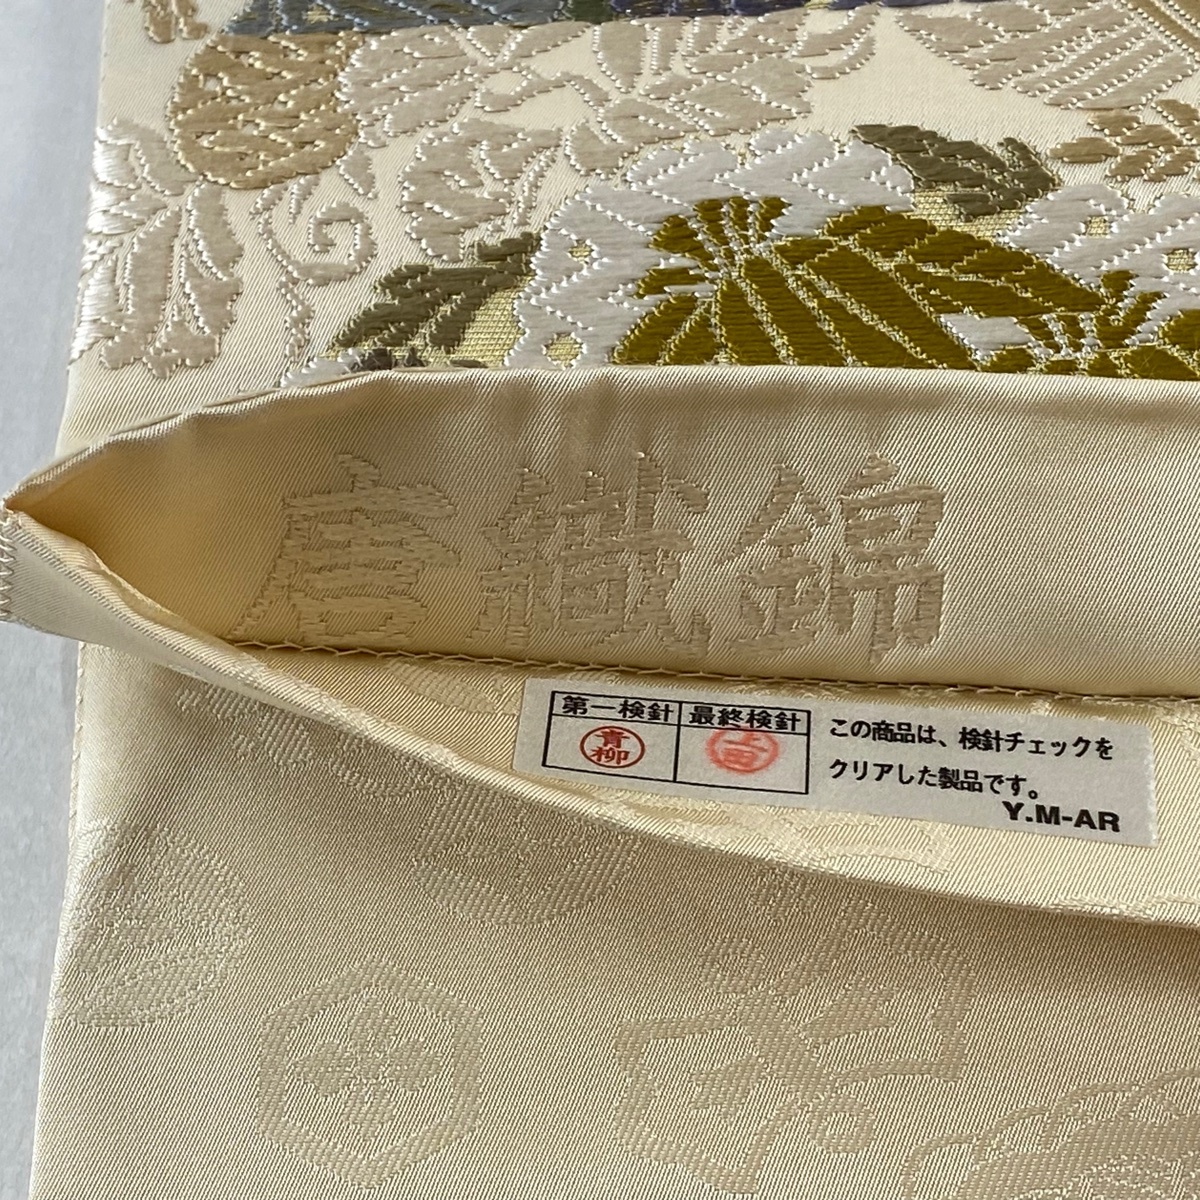 唐織錦
第一検針 最終検針
青柳
この商品は、検針チェックを
クリアした製品です。
Y.M-AR